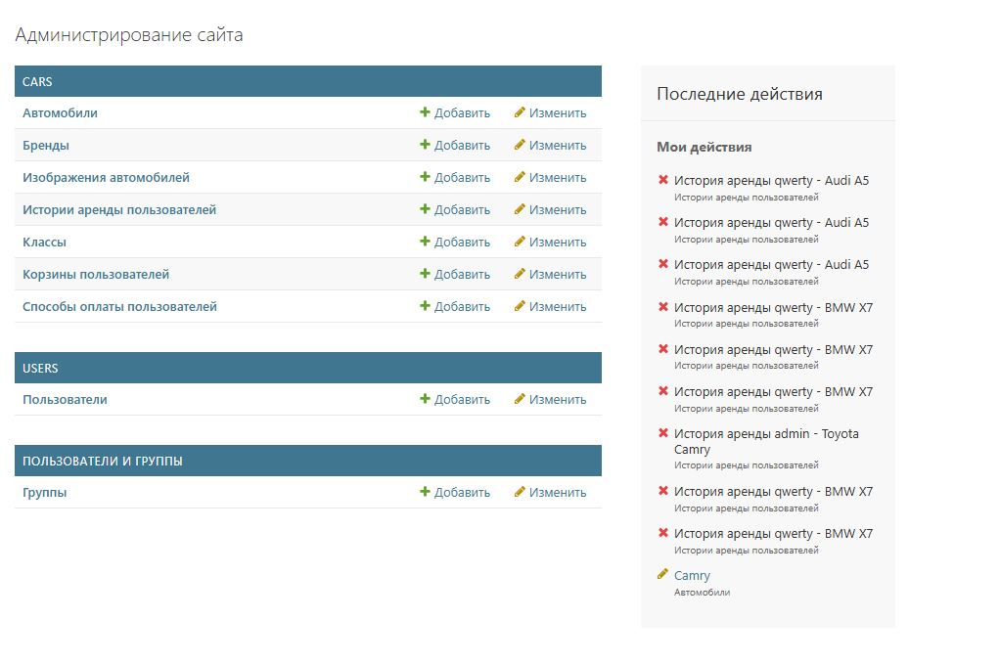 Администрирование сайта
CARS
Автомобили Добавить Изменить
Бренды Добавить Изменить
Изображения автомобилей Добавить Изменить
Истории аренды пользователей Добавить Изменить
Классы Добавить Изменить
Корзины пользователей Добавить Изменить
Способы оплаты пользователей Добавить Изменить
USERS
Пользователи Добавить Изменить
ПОЛЬЗОВАТЕЛИ И ГРУППЫ
Группы Добавить Изменить
Последние действия
Мои действия
История аренды qwerty - Audi A5
Истории аренды пользователей
История аренды qwerty - Audi A5
Истории аренды пользователей
История аренды qwerty - Audi A5
Истории аренды пользователей
История аренды qwerty - BMW X7
Истории аренды пользователей
История аренды qwerty - BMW X7
Истории аренды пользователей
История аренды qwerty - BMW X7
Истории аренды пользователей
История аренды admin - Toyota
Camry
Истории аренды пользователей
История аренды qwerty - BMW X7
Истории аренды пользователей
История аренды qwerty - BMW X7
Истории аренды пользователей
Camry
Автомобили